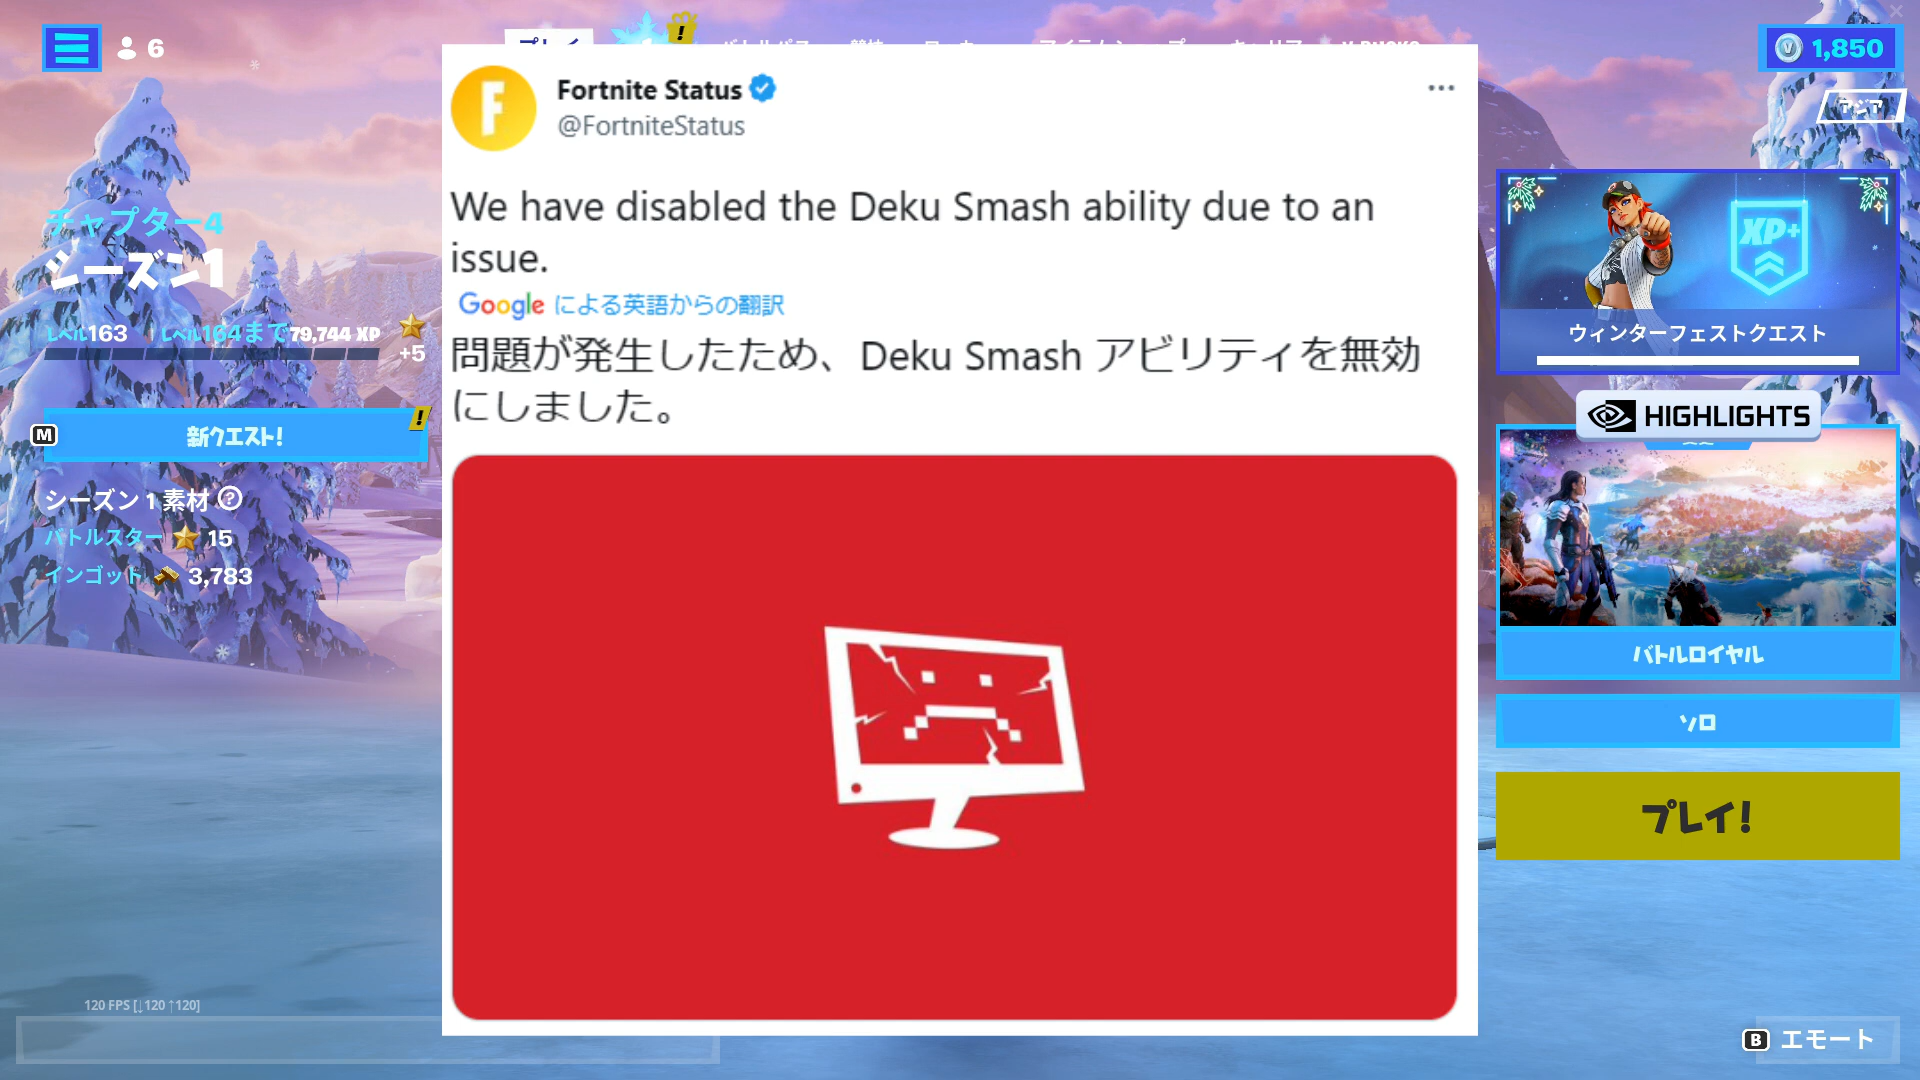 6
プレイ
!
1,850
アジア
Fortnite Status
@FortniteStatus
We have disabled the Deku Smash ability due to an
issue.
Google による英語からの翻訳
問題が発生したため、Deku Smash アビリティを無効
にしました。
チャプター4
シーズン1
レベル163 レベル164まで79,744 XP
+5
M 新クエスト! !
シーズン 1 素材 ?
バトルスター 15
インゴット 3,783
XP+
ウィンターフェストクエスト
HIGHLIGHTS
バトルロイヤル
ソロ
プレイ!
120 FPS [↓120 ↑120]
B エモート